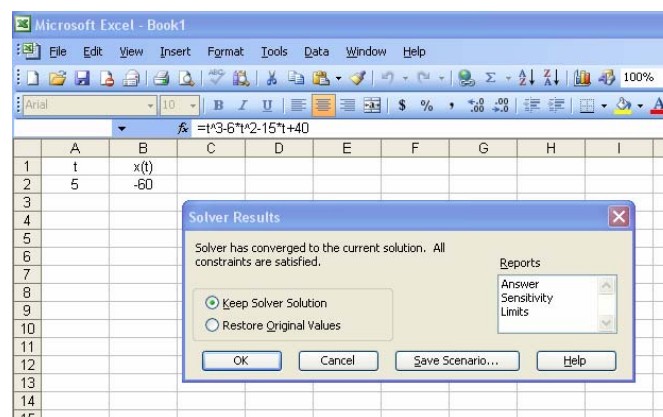 Microsoft Excel - Book1
File Edit View Insert Format Tools Data Window Help
100%
Arial 10 B I U $ % ,
fx =t^3-6*t^2-15*t+40
A B C D E F G H I
1 t x(t)
2 5 -60
3
4
5
6
7
8
9
10
11
12
13
14
Solver Results
Solver has converged to the current solution. All
constraints are satisfied.
Reports
Answer
Sensitivity
Limits
Keep Solver Solution
Restore Original Values
OK Cancel Save Scenario... Help